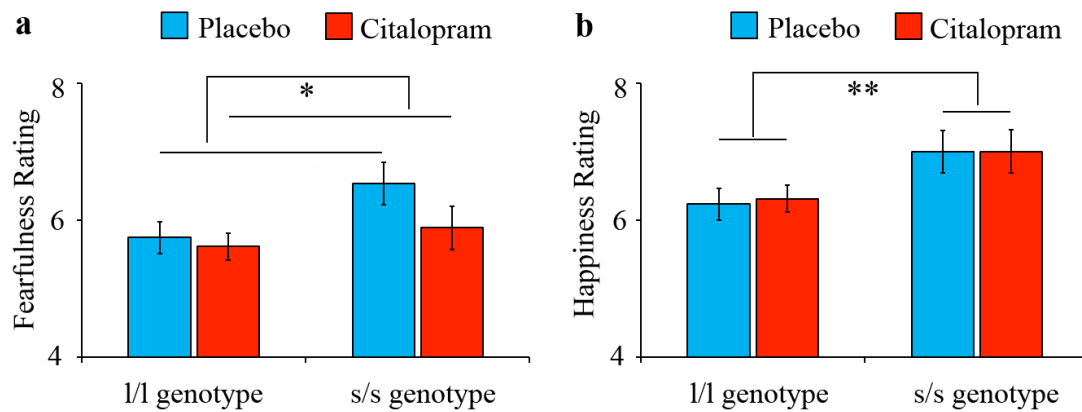 a
Placebo
Citalopram
Fearfulness Rating
8
6
4
*
l/l genotype
s/s genotype
b
Placebo
Citalopram
Happiness Rating
8
6
4
**
l/l genotype
s/s genotype